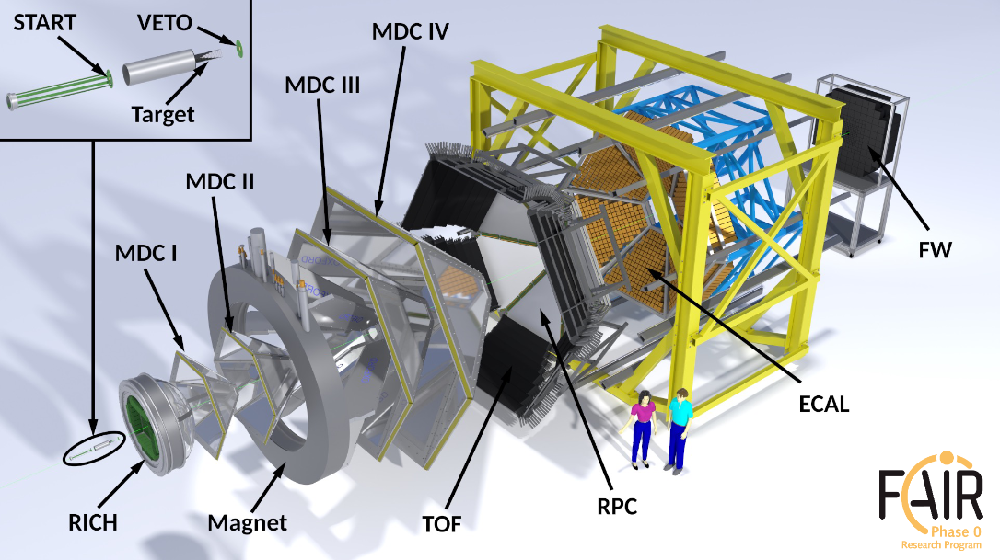 START
VETO
Target
MDC IV
MDC III
MDC II
MDC I
FW
ECAL
RPC
TOF
Magnet
RICH
FAIR
Phase 0
Research Program